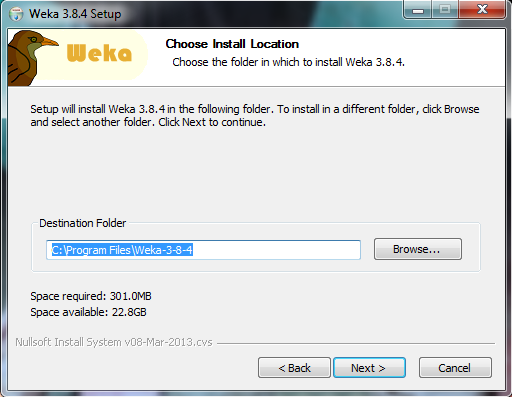 Weka 3.8.4 Setup
Weka
Choose Install Location
Choose the folder in which to install Weka 3.8.4.
Setup will install Weka 3.8.4 in the following folder. To install in a different folder, click Browse
and select another folder. Click Next to continue.
Destination Folder
C:\Program Files\Weka-3-8-4
Browse...
Space required: 301.0MB
Space available: 22.8GB
Nullsoft Install System v08-Mar-2013.cvs
< Back
Next >
Cancel